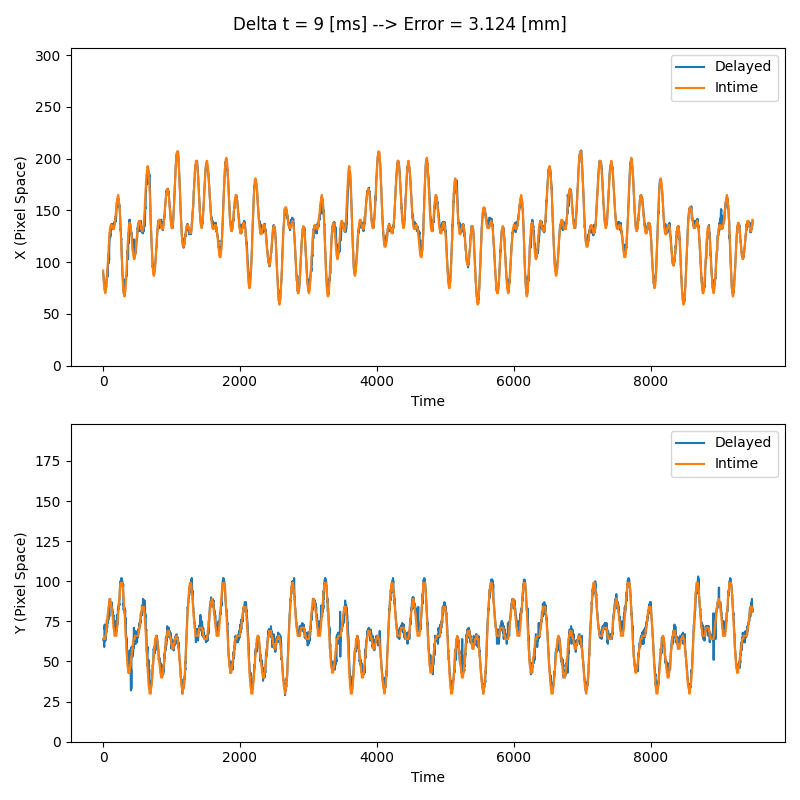 Delta t = 9 [ms] --> Error = 3.124 [mm]
300
250
200
150
100
50
0
X (Pixel Space)
Delayed
Intime
0 2000 4000 6000 8000
Time
175
150
125
100
75
50
25
0
Y (Pixel Space)
Delayed
Intime
0 2000 4000 6000 8000
Time